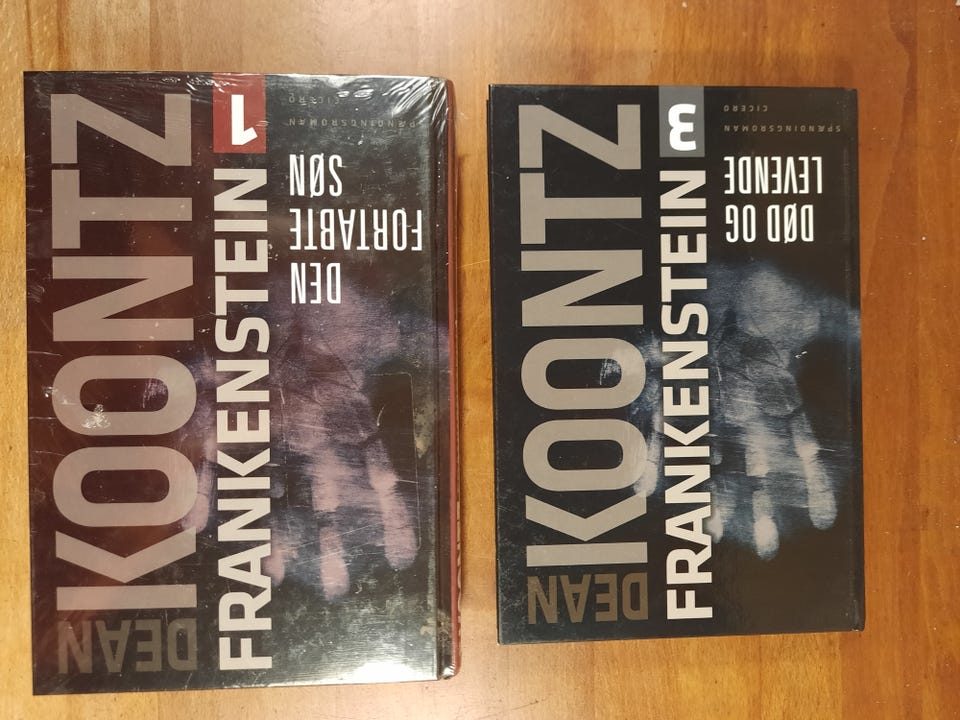 DEAN
KOONTZ
FRANKENSTEIN
1
DEN
FORTABTE
SØN
SPÆNDINGSROMAN
CICERO
DEAN
KOONTZ
FRANKENSTEIN
3
DØD OG
LEVENDE
SPÆNDINGSROMAN
CICERO